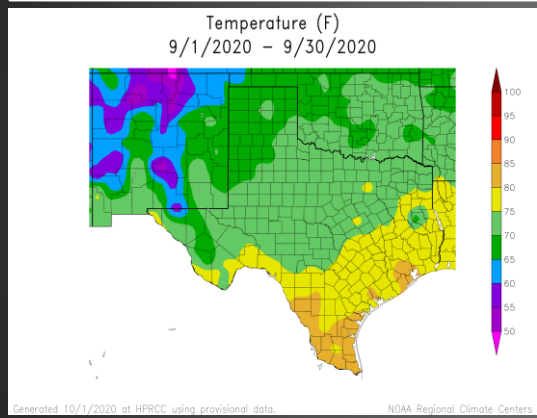 Temperature (F)
9/1/2020 – 9/30/2020
100
95
90
85
80
75
70
65
60
55
50
Generated 10/1/2020 at HPRCC using provisional data.
NOAA Regional Climate Centers